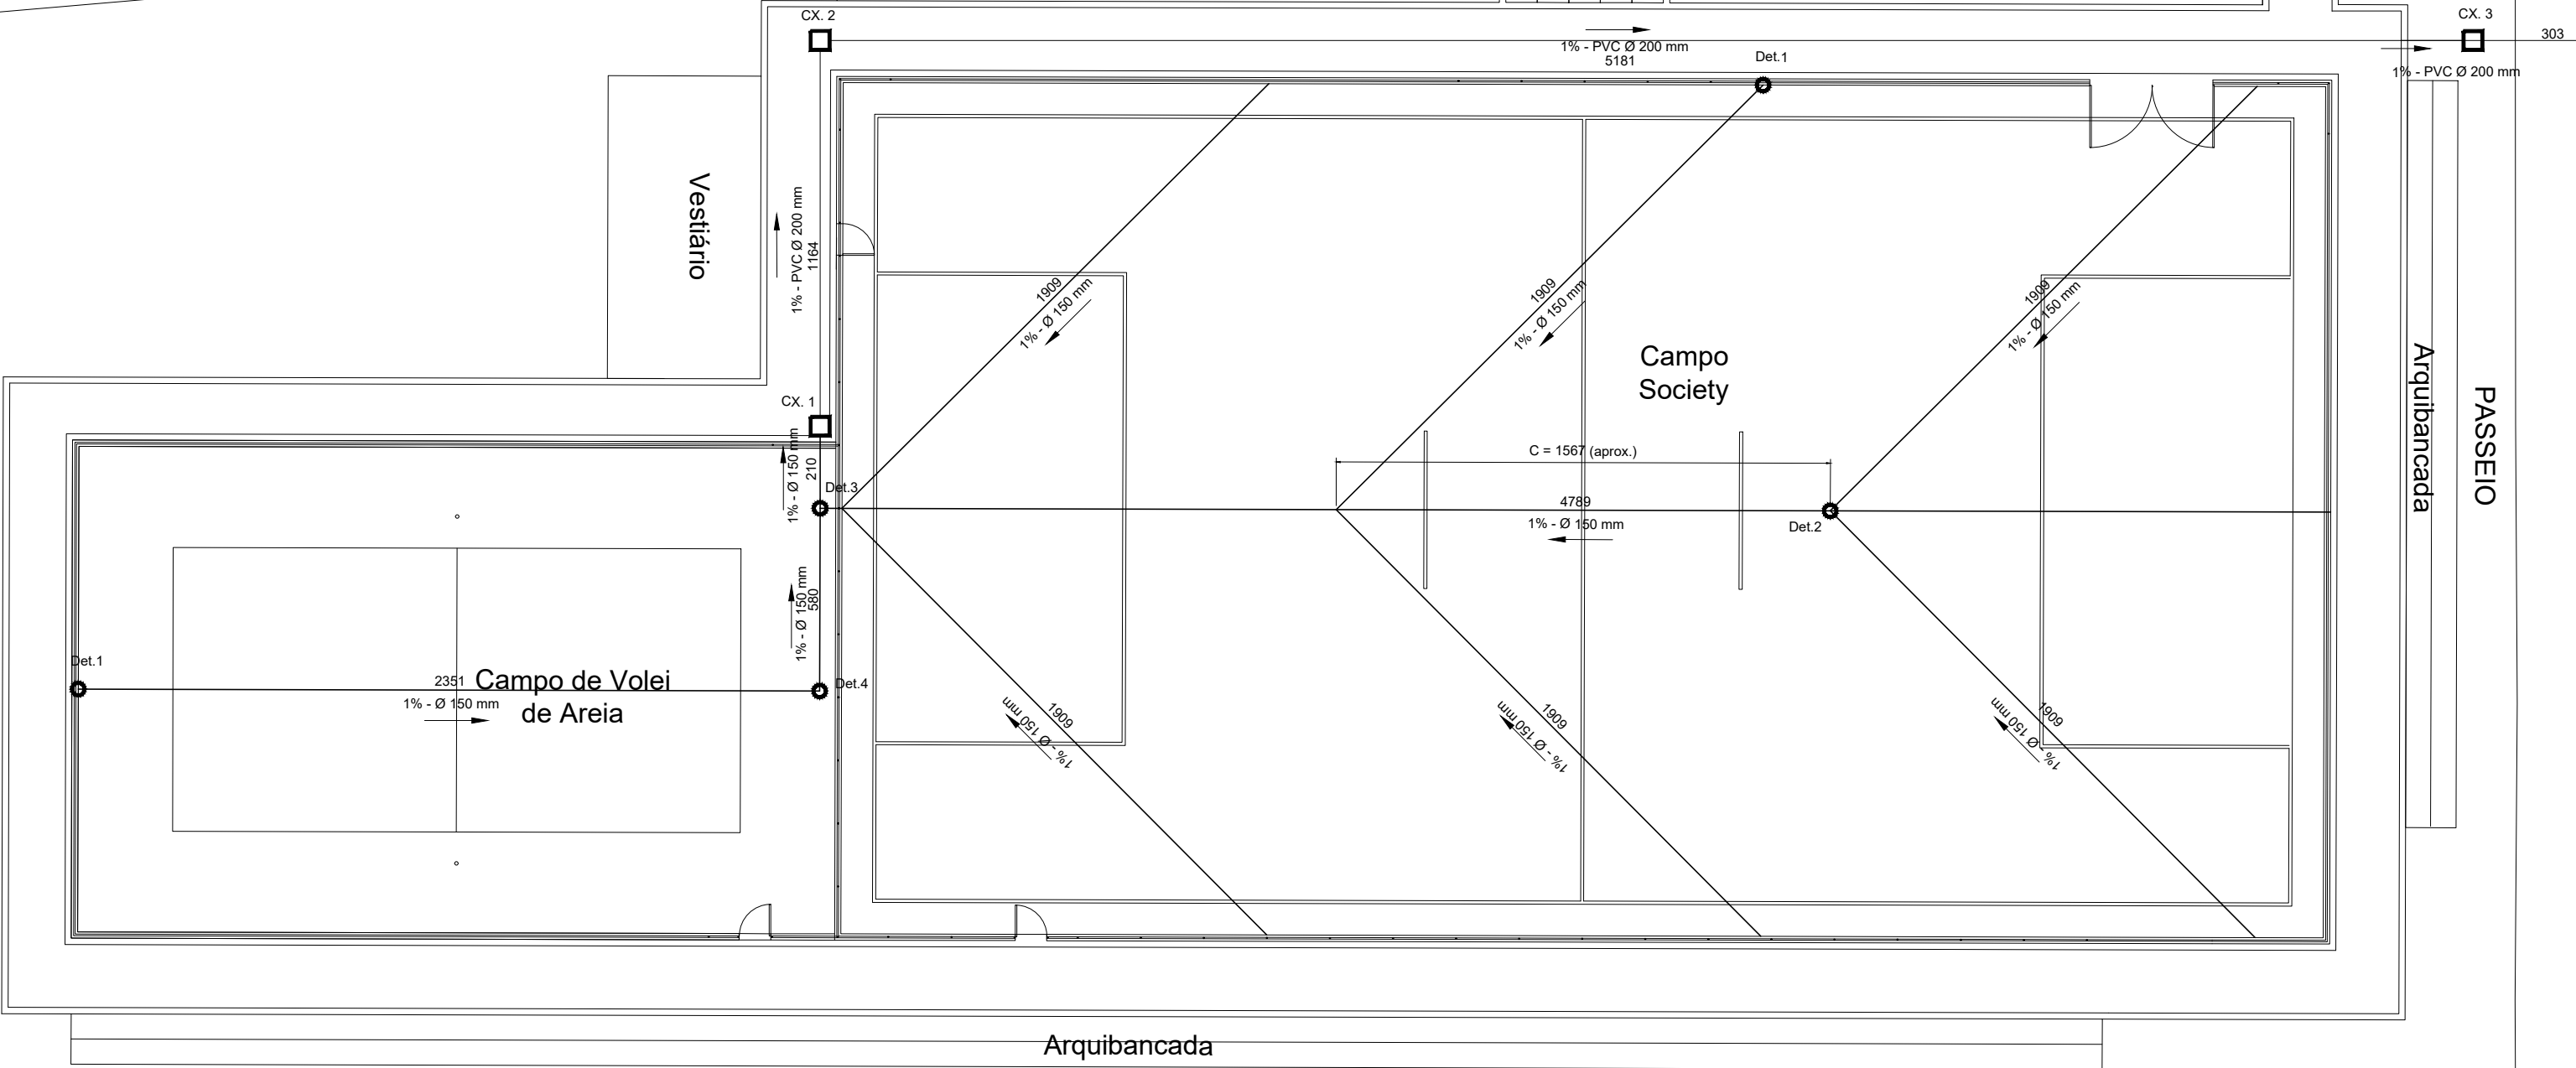 CX. 2
CX. 3
303
1% - PVC Ø 200 mm
5181
Det.1
1% - PVC Ø 200 mm
Vestiário
1% - PVC Ø 200 mm
1164
1909
1% - Ø 150 mm
1909
1% - Ø 150 mm
1909
1% - Ø 150 mm
Campo
Society
Arquibancada
PASSEIO
CX. 1
1% - Ø 150 mm
210
C = 1567 (aprox.)
Det.3
4789
1% - Ø 150 mm
Det.2
1% - Ø 150 mm
580
Det.1
2351
1% - Ø 150 mm
Campo de Volei
de Areia
Det.4
1909
1% - Ø 150 mm
1909
1% - Ø 150 mm
1909
1% - Ø 150 mm
Arquibancada